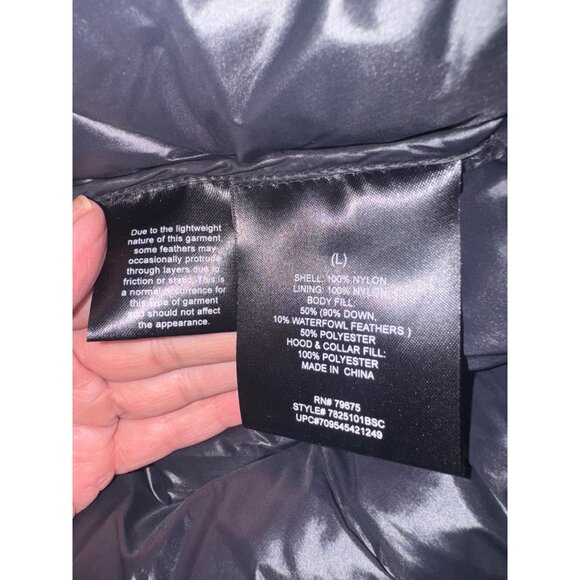 Due to the lightweight
nature of this garment
some feathers may
occasionally protrude
through layers due to
friction or static. This is
a normal occurrence for
this type of garment
and should not affect
the appearance.
(L)
SHELL: 100% NYLON
LINING: 100% NYLON
BODY FILL:
50% (90% DOWN,
10% WATERFOWL FEATHERS )
50% POLYESTER
HOOD & COLLAR FILL:
100% POLYESTER
MADE IN CHINA
RN# 79675
STYLE# 7825101BSC
UPC#709545421249